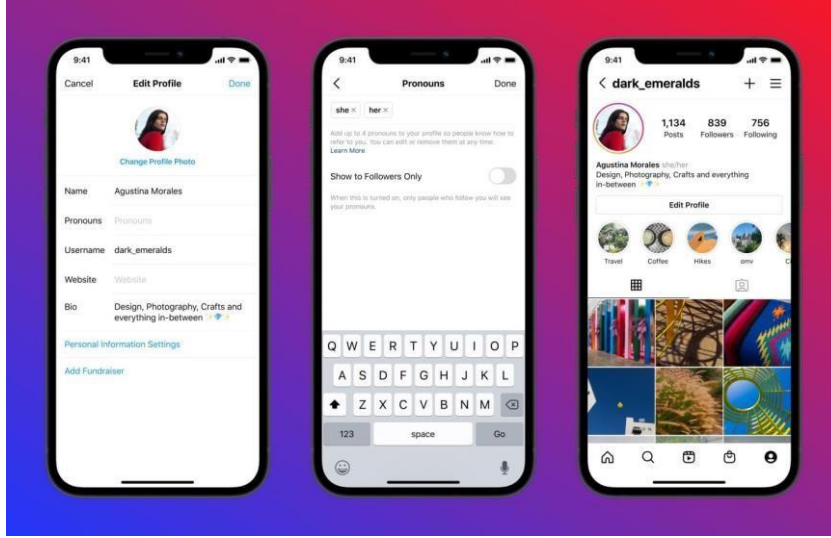 9:41
Cancel Edit Profile Done
Change Profile Photo
Name Agustina Morales
Pronouns Pronouns
Username dark_emeralds
Website Website
Bio Design, Photography, Crafts and
everything in-between ✨💎✨
Personal Information Settings
Add Fundraiser
9:41
Pronouns Done
she × her ×
Add up to 4 pronouns to your profile so people know how to
refer to you. You can edit or remove them at any time.
Learn More
Show to Followers Only
When this is turned on, only people who follow you will see
your pronouns.
Q W E R T Y U I O P
A S D F G H J K L
Z X C V B N M
123 space Go
9:41
dark_emeralds
1,134 839 756
Posts Followers Following
Agustina Morales she/her
Design, Photography, Crafts and everything
in-between ✨💎✨
Edit Profile
Travel Coffee Hikes omv